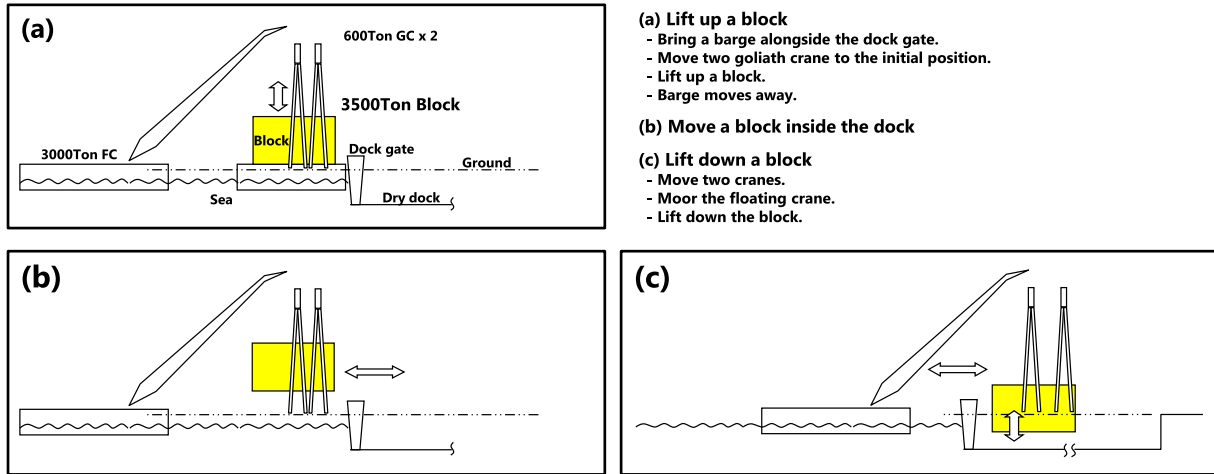 (a)
600Ton GC x 2
3500Ton Block
Block
Dock gate
3000Ton FC
Ground
Sea
Dry dock
(a) Lift up a block
- Bring a barge alongside the dock gate.
- Move two goliath crane to the initial position.
- Lift up a block.
- Barge moves away.
(b) Move a block inside the dock
(c) Lift down a block
- Move two cranes.
- Moor the floating crane.
- Lift down the block.
(b)
(c)